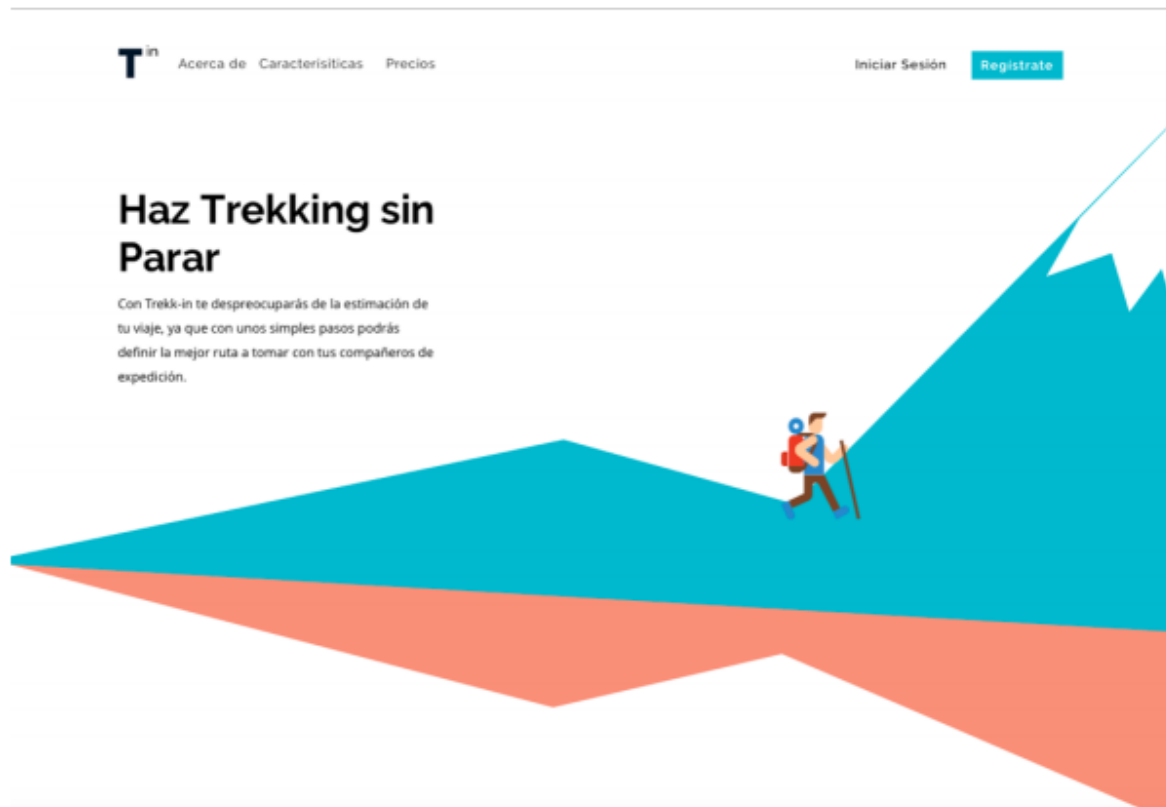 T in
Acerca de Caracterisiticas Precios
Iniciar Sesión
Registrate
Haz Trekking sin
Parar
Con Trekk-in te despreocuparás de la estimación de
tu viaje, ya que con unos simples pasos podrás
definir la mejor ruta a tomar con tus compañeros de
expedición.